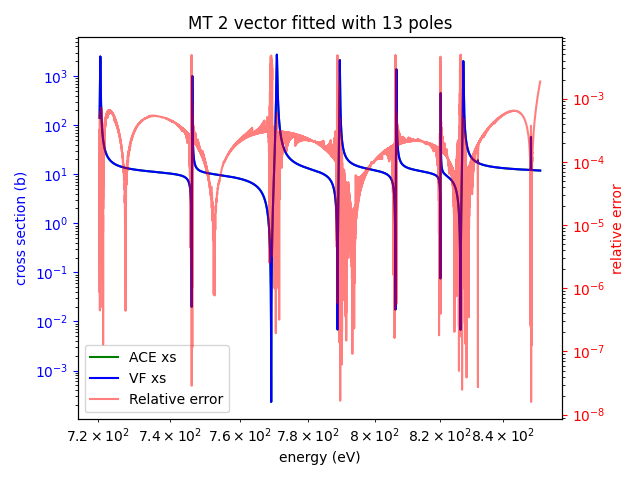 MT 2 vector fitted with 13 poles
cross section (b)
10³
10²
10¹
10⁰
10⁻¹
10⁻²
10⁻³
ACE xs
VF xs
Relative error
10⁻³
10⁻⁴
10⁻⁵
10⁻⁶
10⁻⁷
10⁻⁸
relative error
7.2 × 10² 7.4 × 10² 7.6 × 10² 7.8 × 10² 8 × 10² 8.2 × 10² 8.4 × 10²
energy (eV)